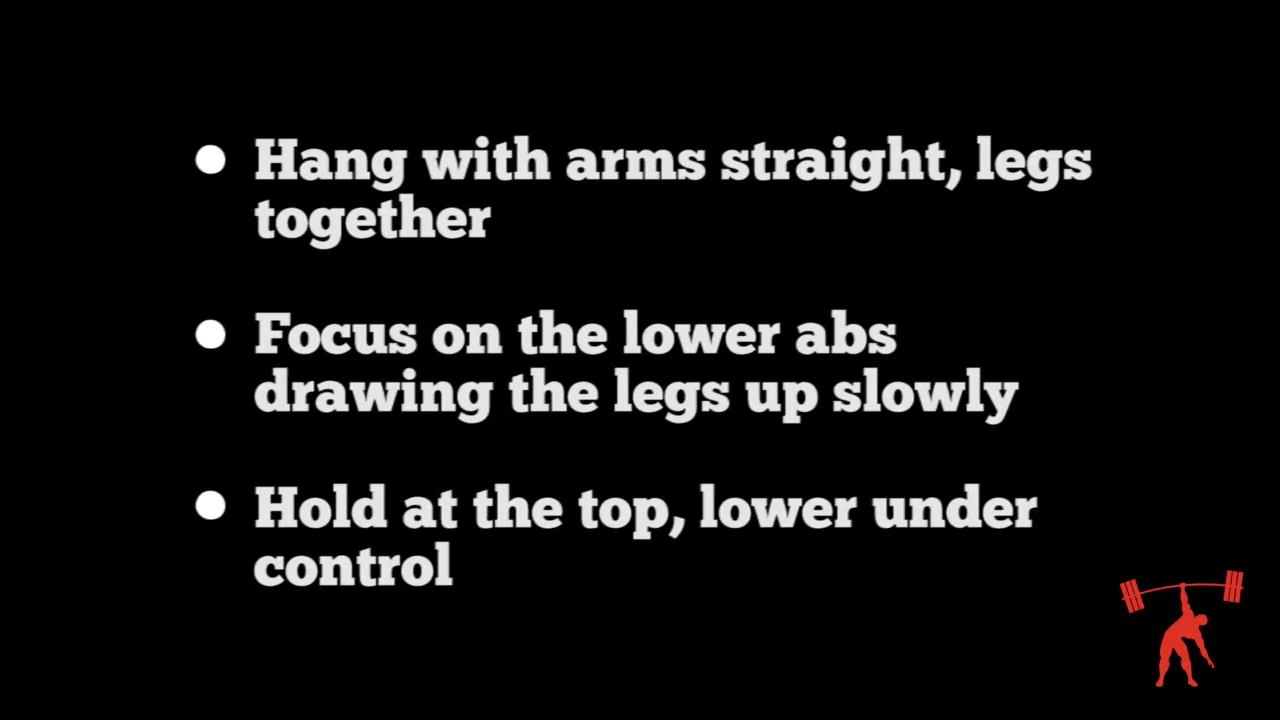 Hang with arms straight, legs
together
Focus on the lower abs
drawing the legs up slowly
Hold at the top, lower under
control